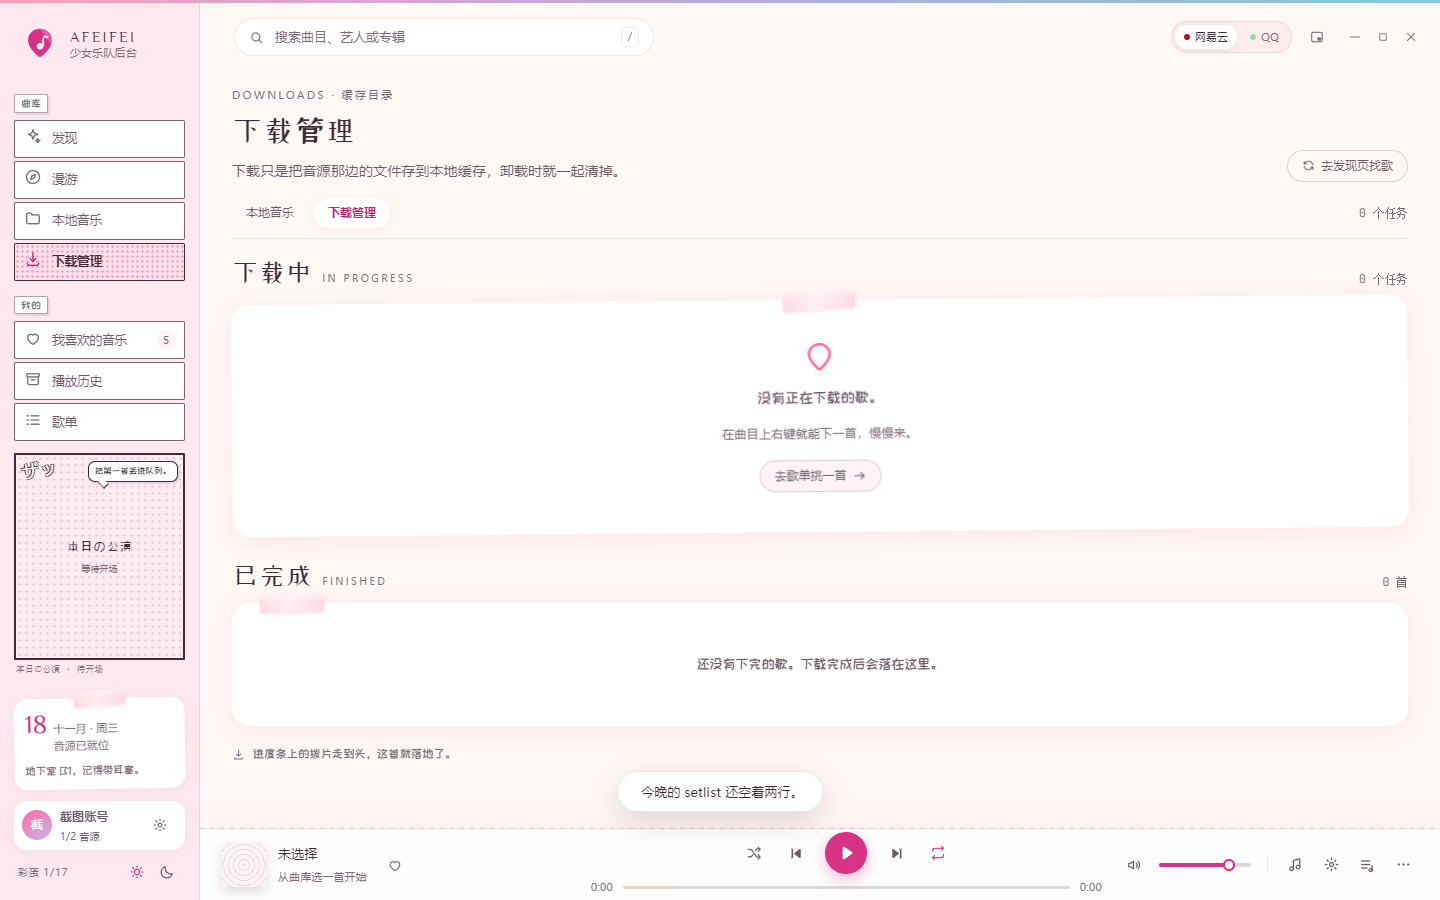 AFEIFEI
少女乐队后台
搜索曲目、艺人或专辑
/
网易云
QQ
曲库
发现
漫游
本地音乐
下载管理
我的
我喜欢的音乐
5
播放历史
歌单
ザッ
把第一首丢进队列。
本日の公演
等待开场
本日の公演 · 待开场
18
十一月 · 周三
音源已就位
地下室 B1，记得带耳塞。
截
截图账号
1/2 音源
彩蛋 1/17
DOWNLOADS · 缓存目录
下载管理
下载只是把音源那边的文件存到本地缓存，卸载时就一起清掉。
去发现页找歌
本地音乐
下载管理
0 个任务
下载中
IN PROGRESS
0 个任务
没有正在下载的歌。
在曲目上右键就能下一首，慢慢来。
去歌单挑一首
已完成
FINISHED
0 首
还没有下完的歌。下载完成后会落在这里。
进度条上的拨片走到头，这首就落地了。
今晚的 setlist 还空着两行。
未选择
从曲库选一首开始
0:00
0:00